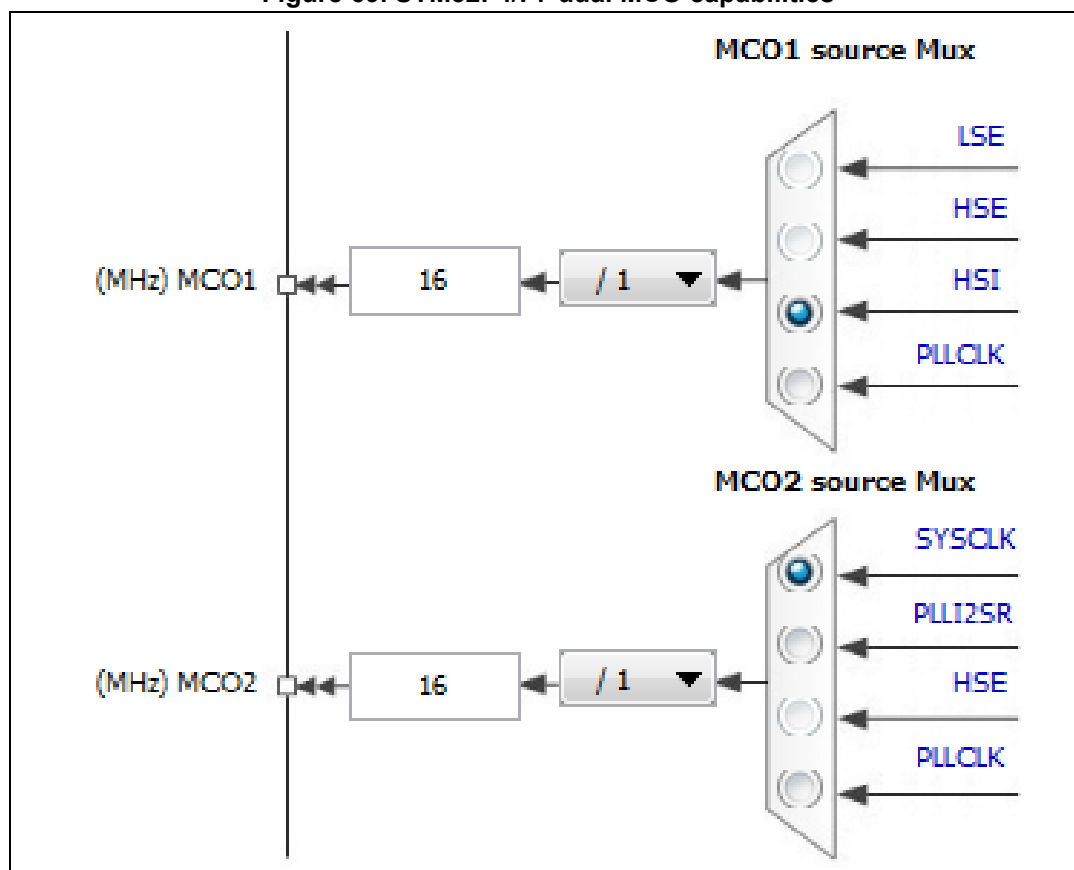 MCO1 source Mux
LSE
HSE
(MHz) MCO1 16 / 1 HSI
PLLCLK
MCO2 source Mux
SYSCLK
PLLI2SR
(MHz) MCO2 16 / 1 HSE
PLLCLK